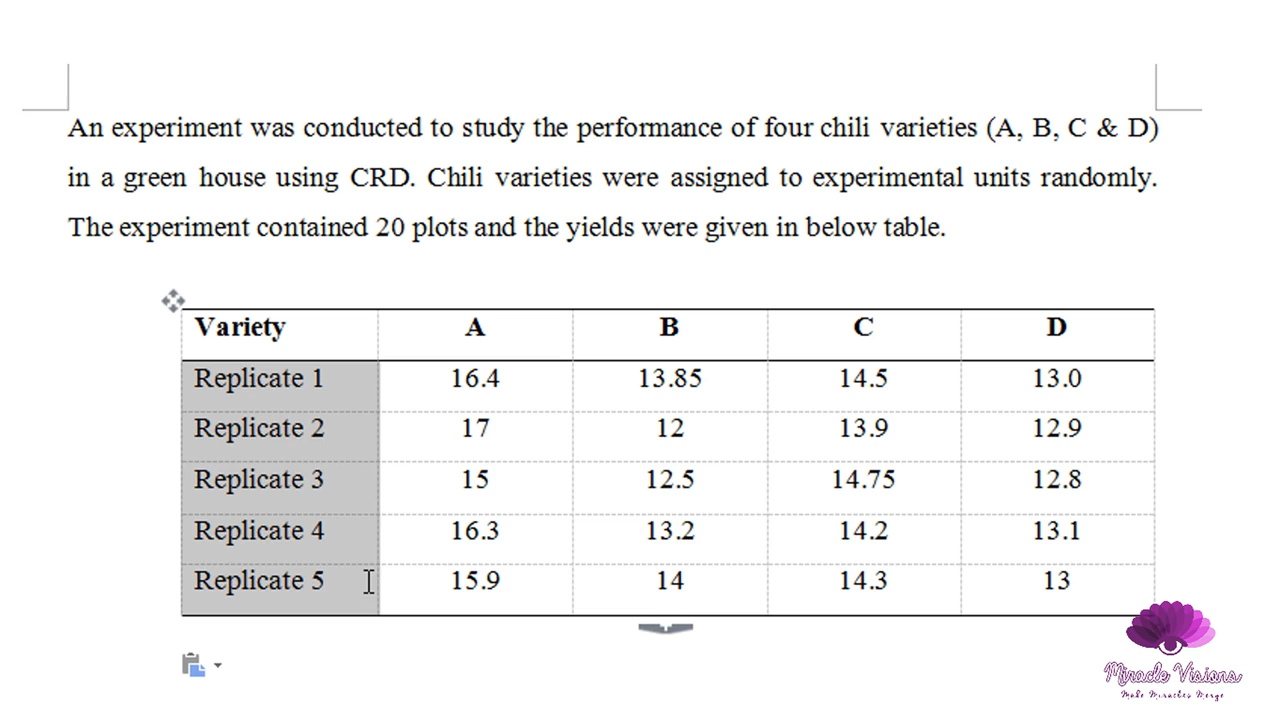 An experiment was conducted to study the performance of four chili varieties (A, B, C & D)
in a green house using CRD. Chili varieties were assigned to experimental units randomly.
The experiment contained 20 plots and the yields were given in below table.
Variety A B C D
Replicate 1 16.4 13.85 14.5 13.0
Replicate 2 17 12 13.9 12.9
Replicate 3 15 12.5 14.75 12.8
Replicate 4 16.3 13.2 14.2 13.1
Replicate 5 15.9 14 14.3 13
Miracle Visions
Make Miracles Merge